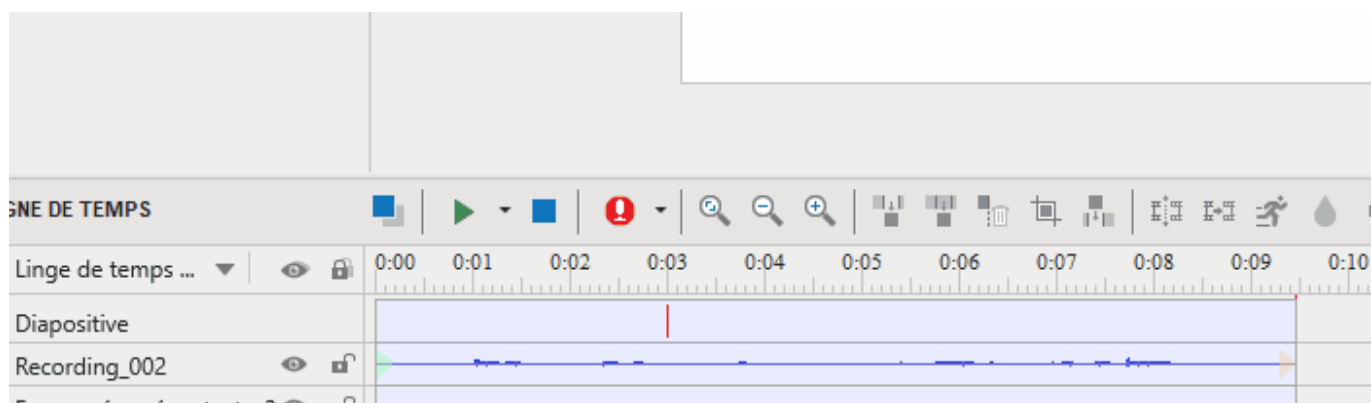 GNE DE TEMPS
Linge de temps ... 0:00 0:01 0:02 0:03 0:04 0:05 0:06 0:07 0:08 0:09 0:10
Diapositive
Recording_002